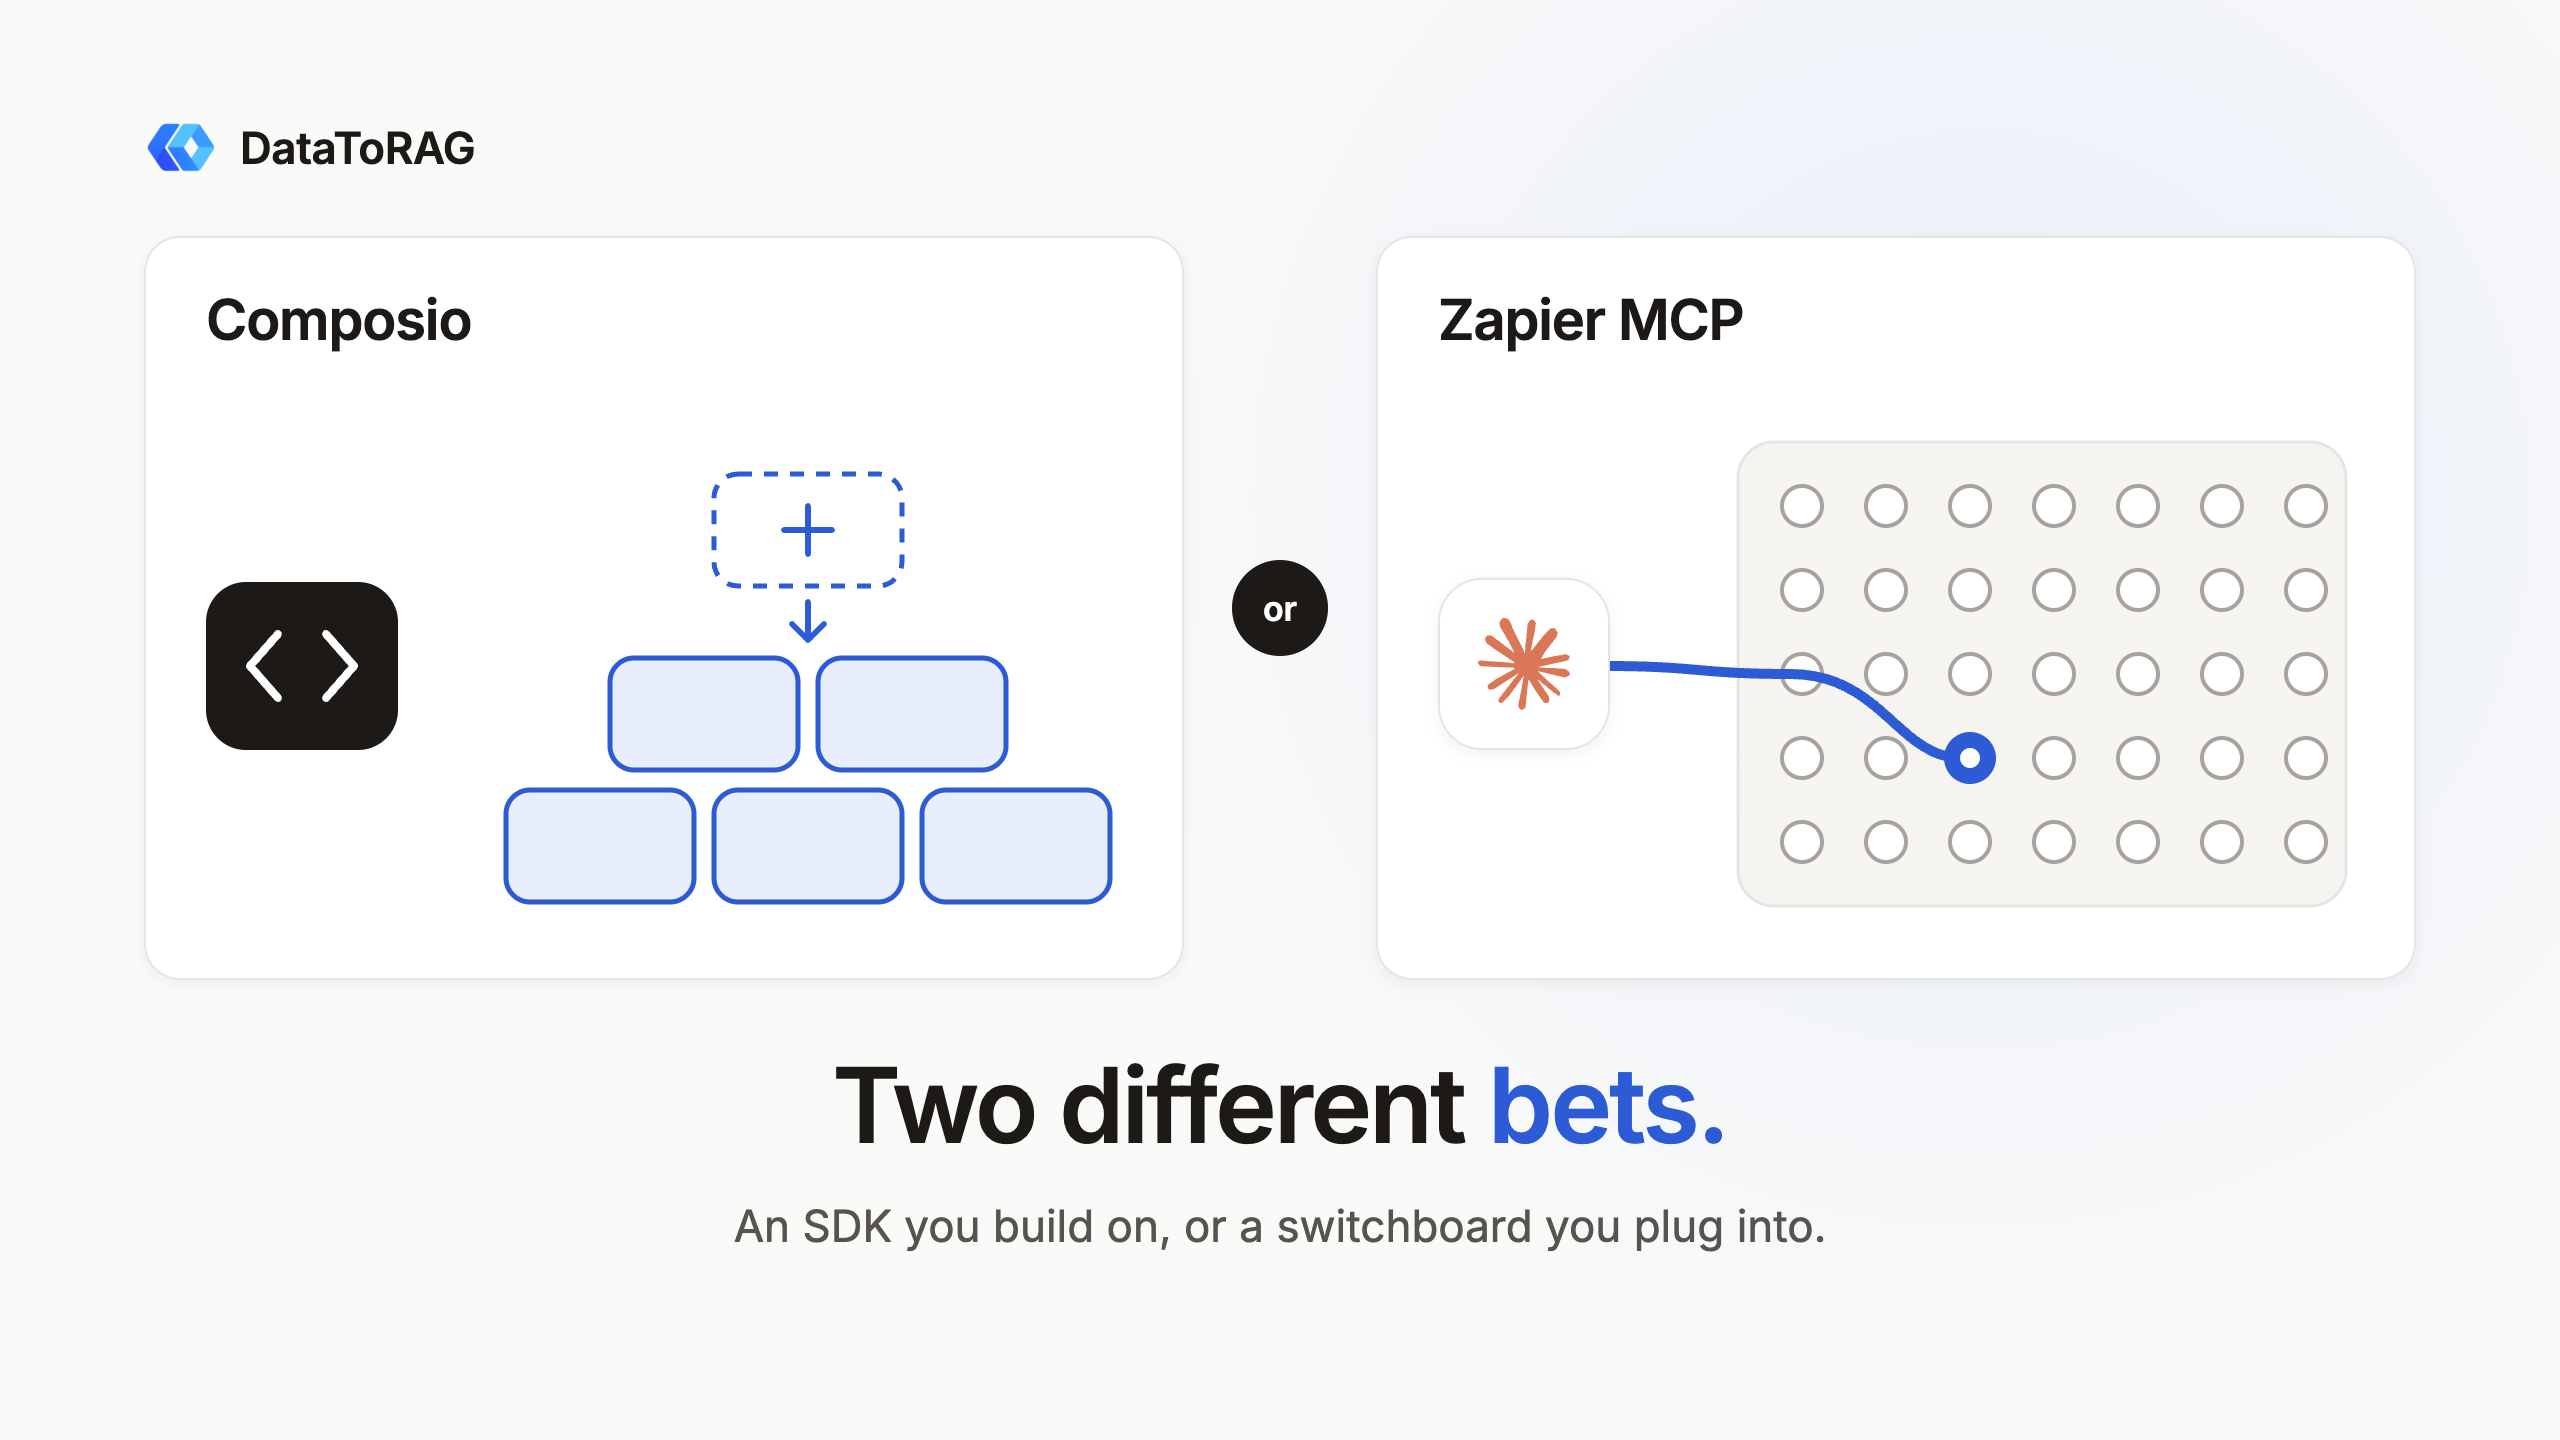 DataToRAG
Composio
Zapier MCP
or
Two different bets.
An SDK you build on, or a switchboard you plug into.